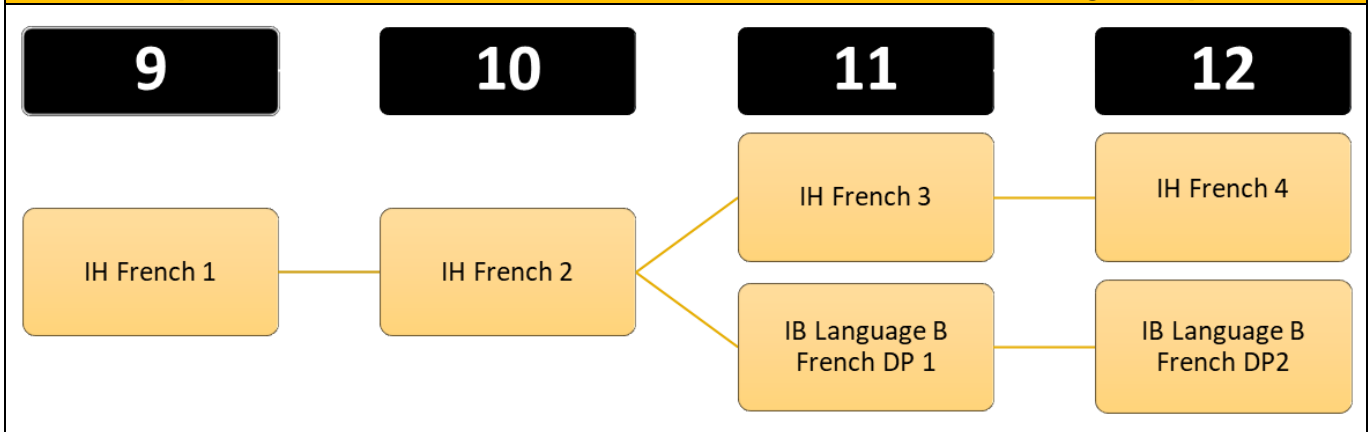 9
10
11
12
IH French 1
IH French 2
IH French 3
IH French 4
IB Language B
French DP 1
IB Language B
French DP2